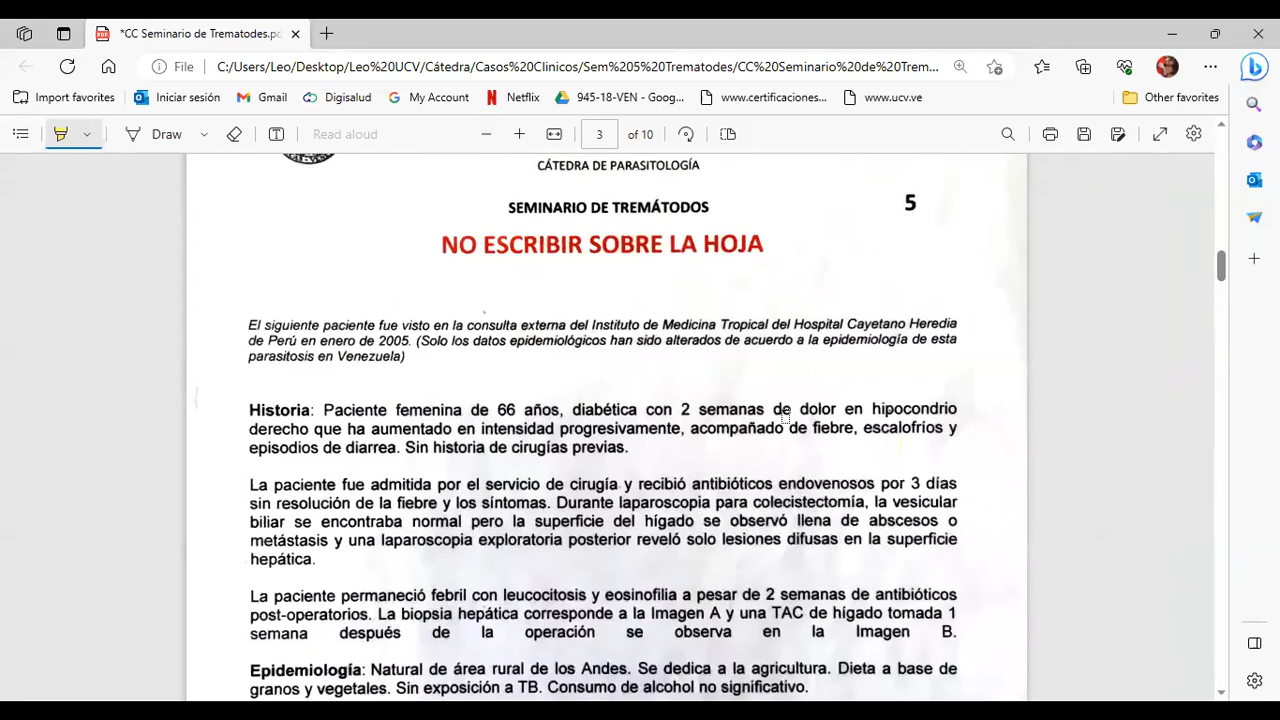 *CC Seminario de Trematodes.pd
File C:/Users/Leo/Desktop/Leo%20UCV/Cátedra/Casos%20Clinicos/Sem%205%20Trematodes/CC%20Seminario%20de%20Trem...
Import favorites Iniciar sesión Gmail Digisalud My Account Netflix 945-18-VEN - Goog... www.certificaciones... www.ucv.ve Other favorites
Draw Read aloud 3 of 10
CÁTEDRA DE PARASITOLOGÍA
SEMINARIO DE TREMÁTODOS 5
NO ESCRIBIR SOBRE LA HOJA
El siguiente paciente fue visto en la consulta externa del Instituto de Medicina Tropical del Hospital Cayetano Heredia
de Perú en enero de 2005. (Solo los datos epidemiológicos han sido alterados de acuerdo a la epidemiología de esta
parasitosis en Venezuela)
Historia: Paciente femenina de 66 años, diabética con 2 semanas de dolor en hipocondrio
derecho que ha aumentado en intensidad progresivamente, acompañado de fiebre, escalofríos y
episodios de diarrea. Sin historia de cirugías previas.
La paciente fue admitida por el servicio de cirugía y recibió antibióticos endovenosos por 3 días
sin resolución de la fiebre y los síntomas. Durante laparoscopia para colecistectomía, la vesicular
biliar se encontraba normal pero la superficie del hígado se observó llena de abscesos o
metástasis y una laparoscopia exploratoria posterior reveló solo lesiones difusas en la superficie
hepática.
La paciente permaneció febril con leucocitosis y eosinofilia a pesar de 2 semanas de antibióticos
post-operatorios. La biopsia hepática corresponde a la Imagen A y una TAC de hígado tomada 1
semana después de la operación se observa en la Imagen B.
Epidemiología: Natural de área rural de los Andes. Se dedica a la agricultura. Dieta a base de
granos y vegetales. Sin exposición a TB. Consumo de alcohol no significativo.